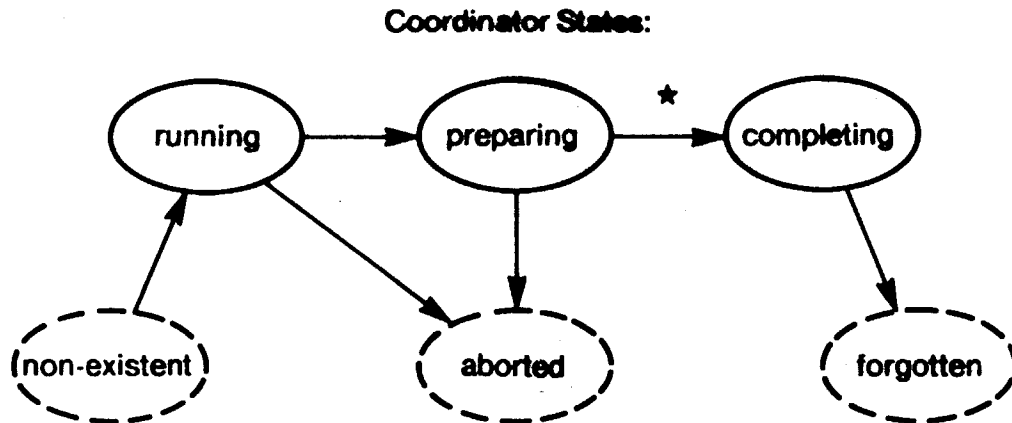 Coordinator States:
running
preparing
★
completing
non-existent
aborted
forgotten